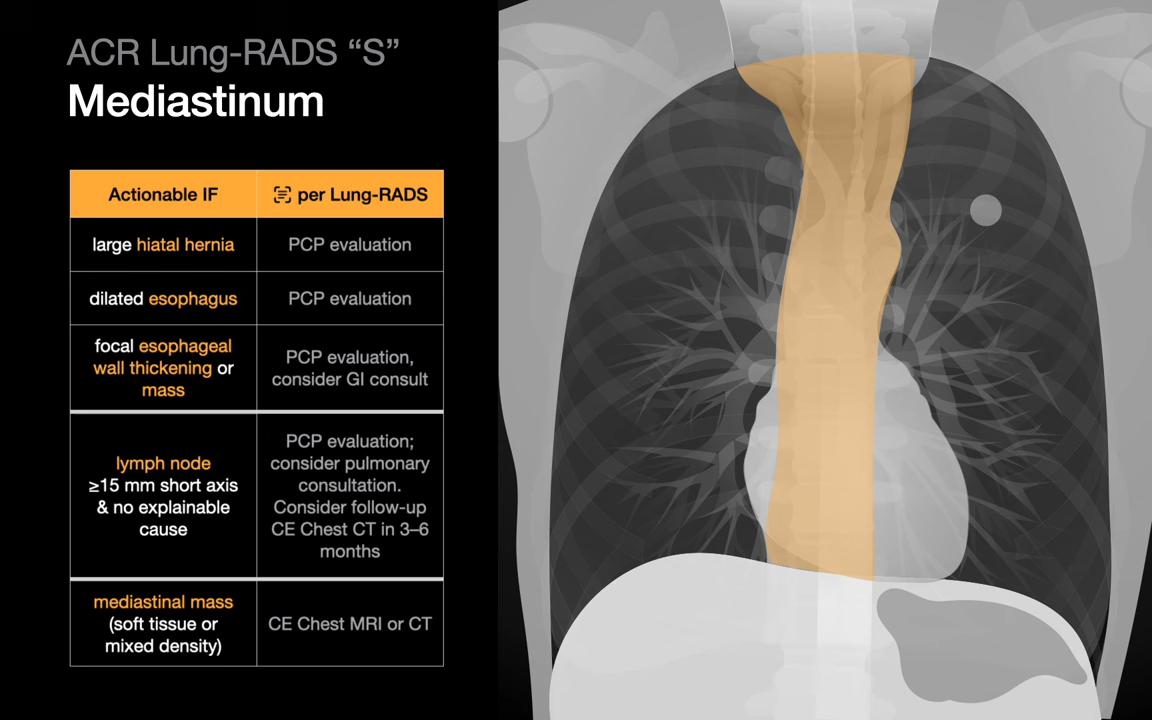 ACR Lung-RADS “S”
Mediastinum
Actionable IF
per Lung-RADS
large hiatal hernia
PCP evaluation
dilated esophagus
PCP evaluation
focal esophageal
wall thickening or
mass
PCP evaluation,
consider GI consult
lymph node
≥15 mm short axis
& no explainable
cause
PCP evaluation;
consider pulmonary
consultation.
Consider follow-up
CE Chest CT in 3–6
months
mediastinal mass
(soft tissue or
mixed density)
CE Chest MRI or CT